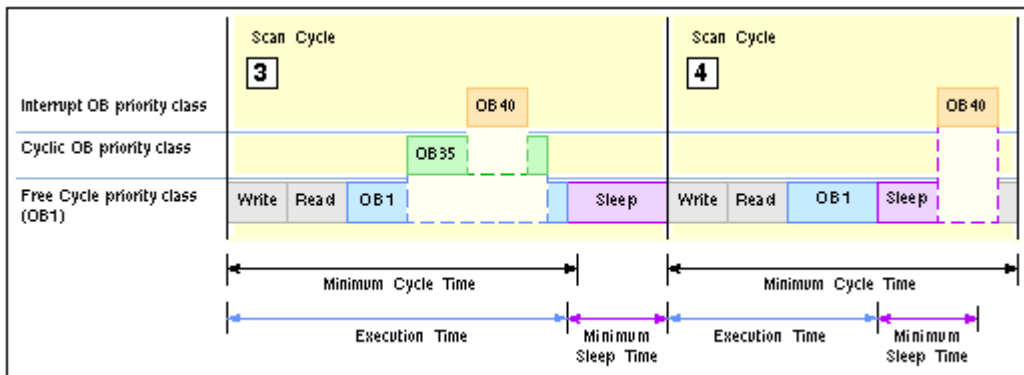 Scan Cycle
Scan Cycle
3
4
Interrupt OB priority class
OB40
OB40
Cyclic OB priority class
OB35
Free Cycle priority class
(OB1)
Write
Read
OB1
Sleep
Write
Read
OB1
Sleep
Minimum Cycle Time
Minimum Cycle Time
Execution Time
Minimum
Sleep Time
Execution Time
Minimum
Sleep Time